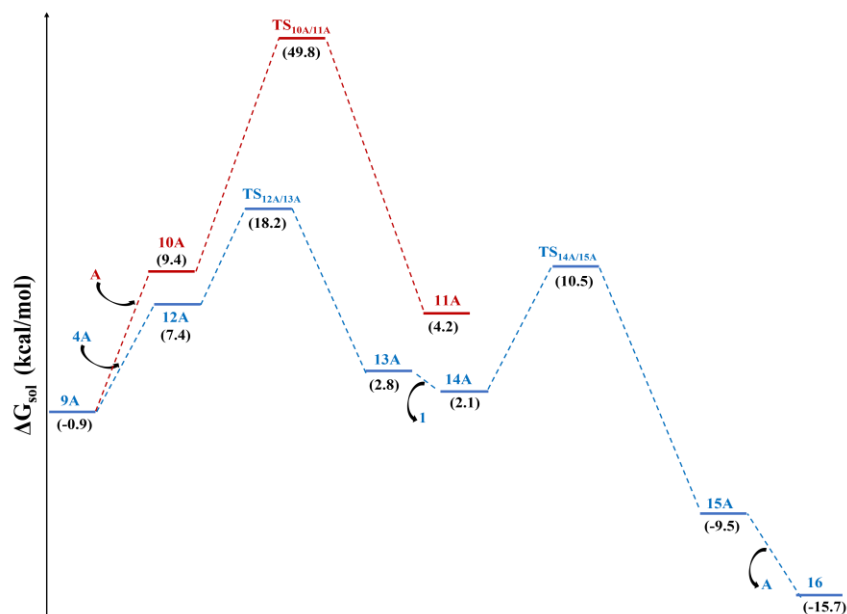 TS10A/11A
(49.8)
TS12A/13A
(18.2)
10A
(9.4)
TS14A/15A
(10.5)
A
11A
(4.2)
12A
(7.4)
4A
13A
(2.8)
14A
(2.1)
9A
(-0.9)
1
ΔGsol (kcal/mol)
15A
(-9.5)
A
16
(-15.7)